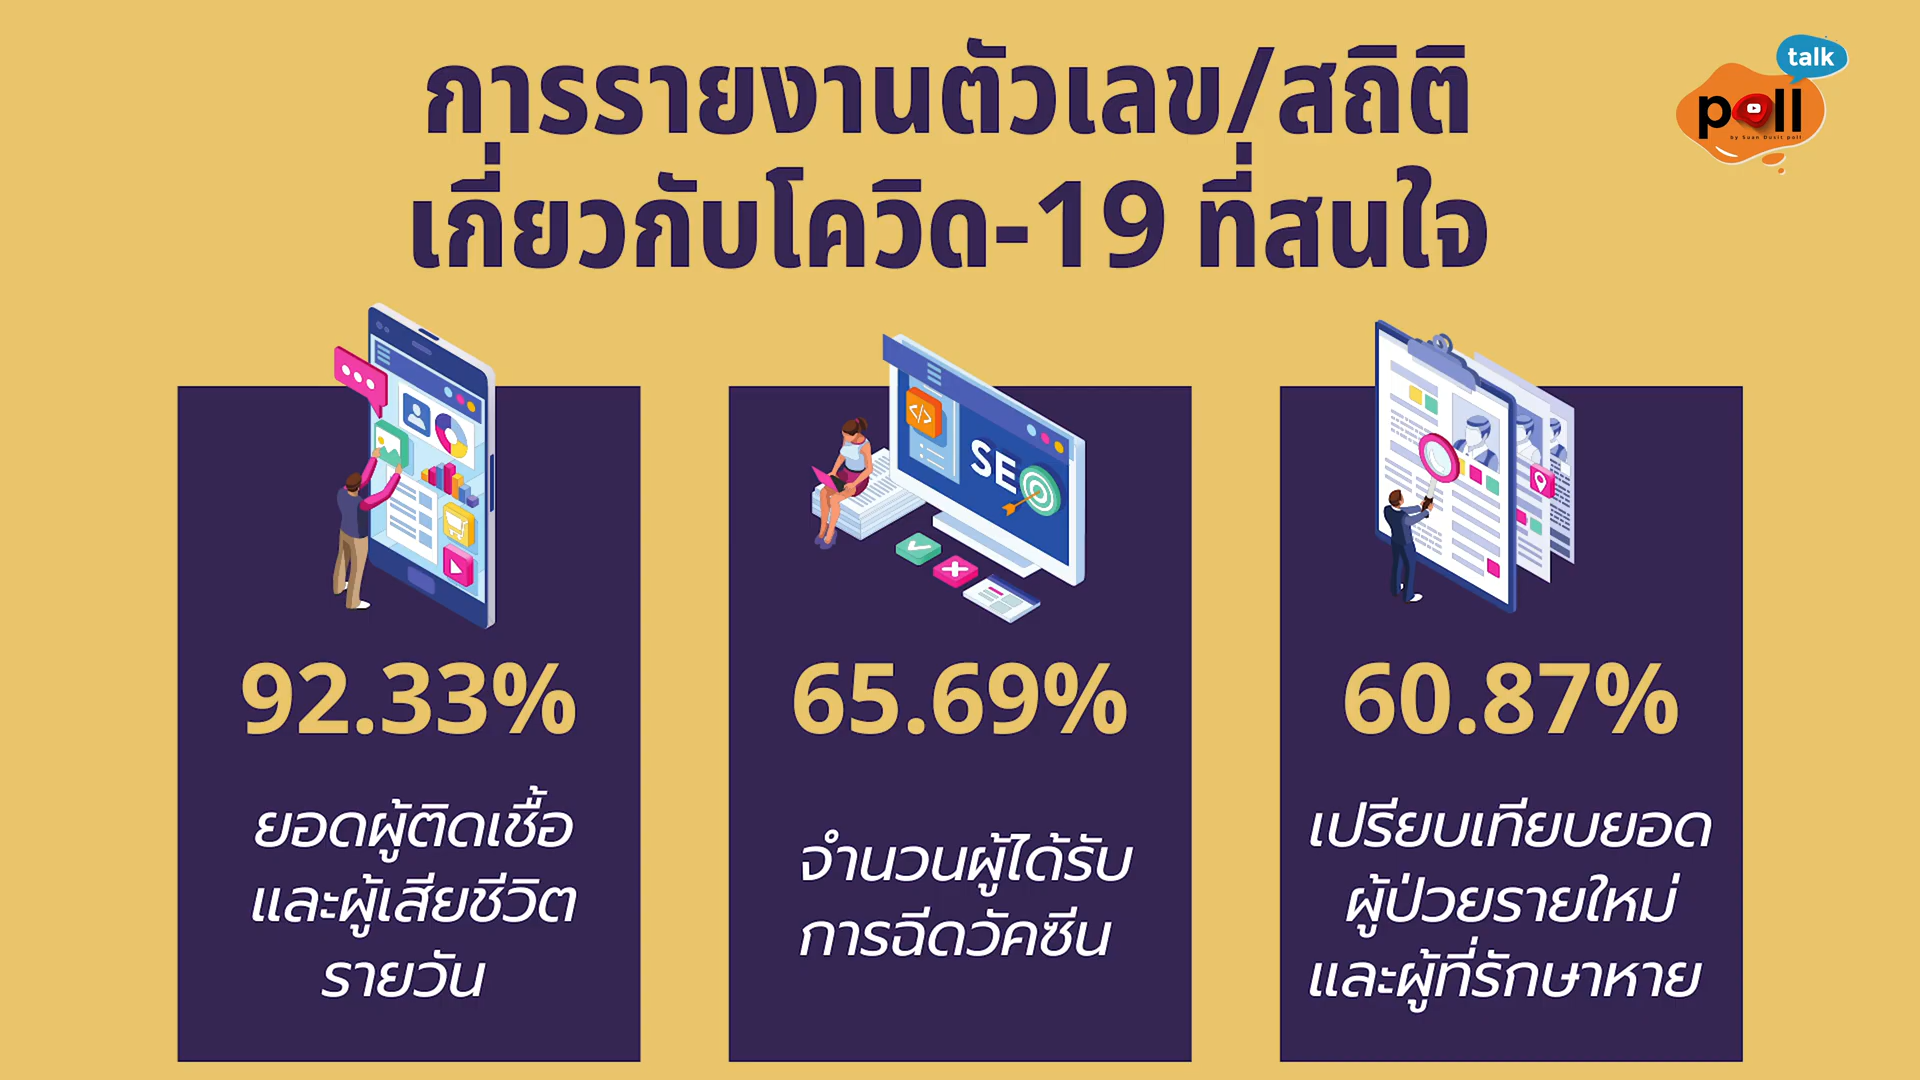 การรายงานตัวเลข/สถิติ
เกี่ยวกับโควิด-19 ที่สนใจ
talk
poll
by Suan Dusit poll
</>
SEO
92.33%
ยอดผู้ติดเชื้อ
และผู้เสียชีวิต
รายวัน
65.69%
จำนวนผู้ได้รับ
การฉีดวัคซีน
60.87%
เปรียบเทียบยอด
ผู้ป่วยรายใหม่
และผู้ที่รักษาหาย